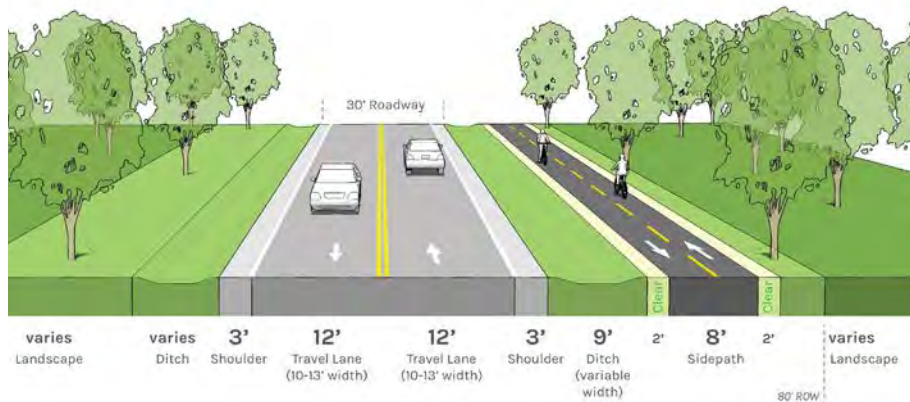 30' Roadway
Clear
Clear
varies
Landscape
varies
Ditch
3'
Shoulder
12'
Travel Lane
(10-13' width)
12'
Travel Lane
(10-13' width)
3'
Shoulder
9'
Ditch
(variable
width)
2'
8'
Sidepath
2'
varies
Landscape
80' ROW